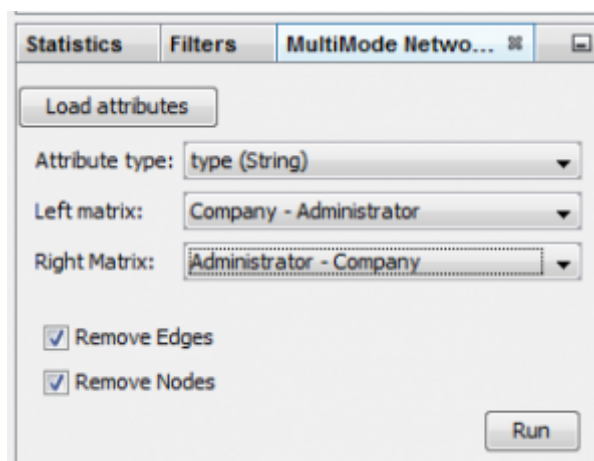 Statistics Filters MultiMode Netwo...
Load attributes
Attribute type: type (String)
Left matrix: Company - Administrator
Right Matrix: Administrator - Company
Remove Edges
Remove Nodes
Run